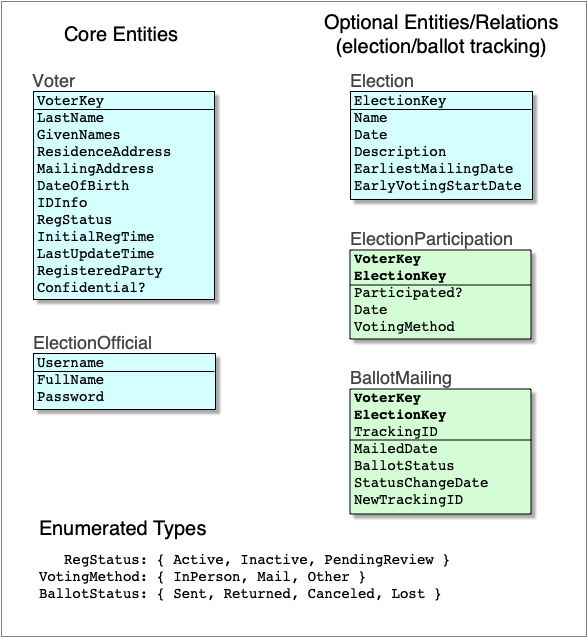 Core Entities
Voter
VoterKey
LastName
GivenNames
ResidenceAddress
MailingAddress
DateOfBirth
IDInfo
RegStatus
InitialRegTime
LastUpdateTime
RegisteredParty
Confidential?
ElectionOfficial
Username
FullName
Password
Optional Entities/Relations
(election/ballot tracking)
Election
ElectionKey
Name
Date
Description
EarliestMailingDate
EarlyVotingStartDate
ElectionParticipation
VoterKey
ElectionKey
Participated?
Date
VotingMethod
BallotMailing
VoterKey
ElectionKey
TrackingID
MailedDate
BallotStatus
StatusChangeDate
NewTrackingID
Enumerated Types
RegStatus: { Active, Inactive, PendingReview }
VotingMethod: { InPerson, Mail, Other }
BallotStatus: { Sent, Returned, Canceled, Lost }